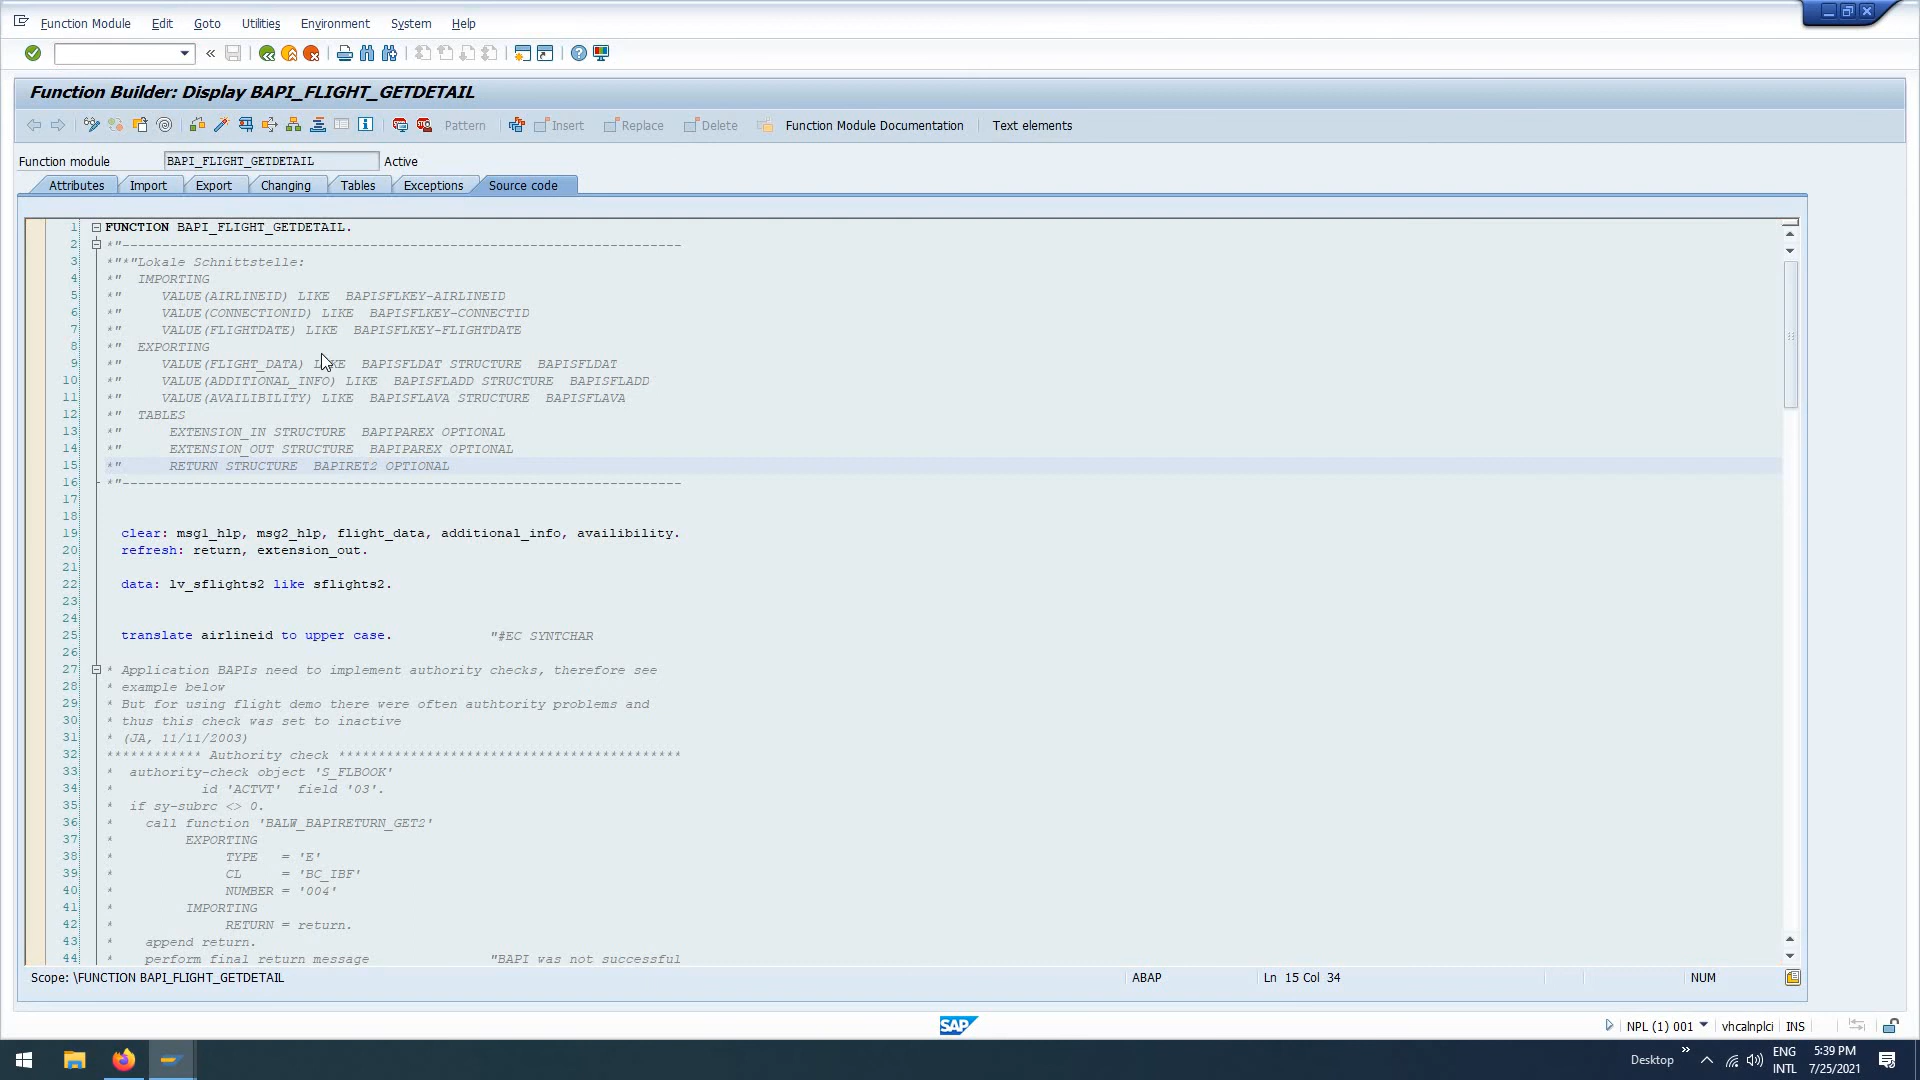 Function Module Edit Goto Utilities Environment System Help
Function Builder: Display BAPI_FLIGHT_GETDETAIL
Pattern Insert Replace Delete Function Module Documentation Text elements
Function module BAPI_FLIGHT_GETDETAIL Active
Attributes Import Export Changing Tables Exceptions Source code
1 FUNCTION BAPI_FLIGHT_GETDETAIL.
2 *"----------------------------------------------------------------------
3 *"*"Lokale Schnittstelle:
4 *" IMPORTING
5 *" VALUE(AIRLINEID) LIKE BAPISFLKEY-AIRLINEID
6 *" VALUE(CONNECTIONID) LIKE BAPISFLKEY-CONNECTID
7 *" VALUE(FLIGHTDATE) LIKE BAPISFLKEY-FLIGHTDATE
8 *" EXPORTING
9 *" VALUE(FLIGHT_DATA) LIKE BAPISFLDAT STRUCTURE BAPISFLDAT
10 *" VALUE(ADDITIONAL_INFO) LIKE BAPISFLADD STRUCTURE BAPISFLADD
11 *" VALUE(AVAILIBILITY) LIKE BAPISFLAVA STRUCTURE BAPISFLAVA
12 *" TABLES
13 *" EXTENSION_IN STRUCTURE BAPIPAREX OPTIONAL
14 *" EXTENSION_OUT STRUCTURE BAPIPAREX OPTIONAL
15 *" RETURN STRUCTURE BAPIRET2 OPTIONAL
16 *"----------------------------------------------------------------------
17
18
19 clear: msg1_hlp, msg2_hlp, flight_data, additional_info, availibility.
20 refresh: return, extension_out.
21
22 data: lv_sflights2 like sflights2.
23
24
25 translate airlineid to upper case. "#EC SYNTCHAR
26
27 * Application BAPIs need to implement authority checks, therefore see
28 * example below
29 * But for using flight demo there were often authtority problems and
30 * thus this check was set to inactive
31 * (JA, 11/11/2003)
32 ************ Authority check *******************************************
33 * authority-check object 'S_FLBOOK'
34 * id 'ACTVT' field '03'.
35 * if sy-subrc <> 0.
36 * call function 'BALW_BAPIRETURN_GET2'
37 * EXPORTING
38 * TYPE = 'E'
39 * CL = 'BC_IBF'
40 * NUMBER = '004'
41 * IMPORTING
42 * RETURN = return.
43 * append return.
44 * perform final return message "BAPI was not successful
Scope: \FUNCTION BAPI_FLIGHT_GETDETAIL ABAP Ln 15 Col 34 NUM
SAP NPL (1) 001 vhcalnplci INS
Desktop ENG 5:39 PM
INTL 7/25/2021